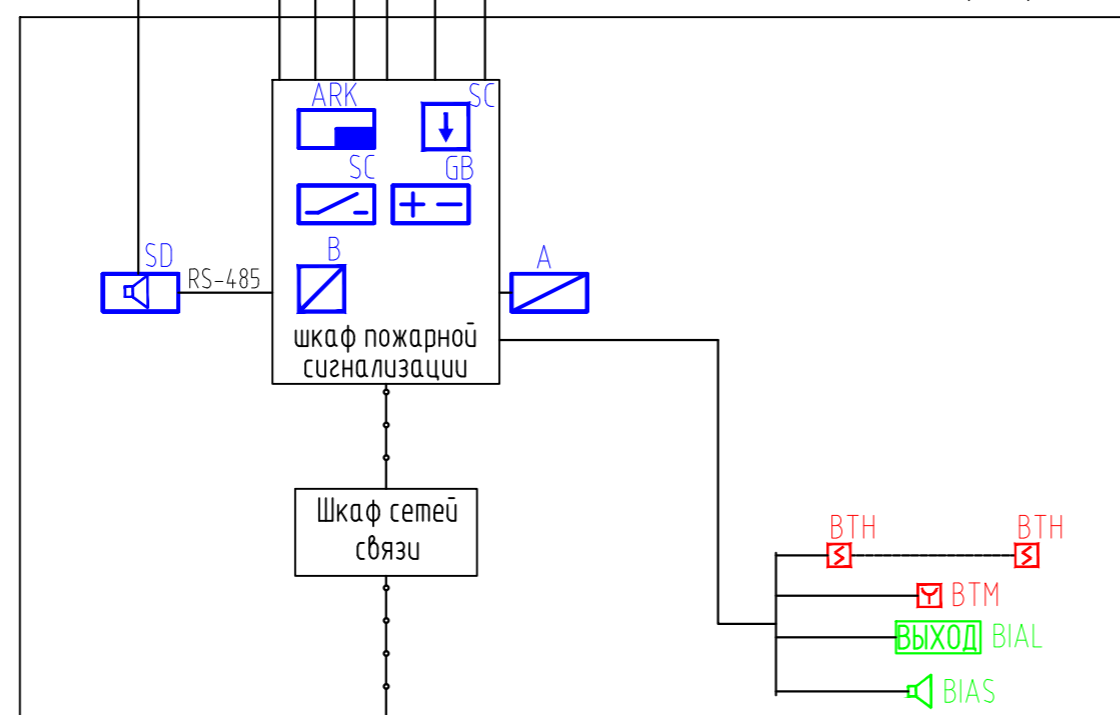 ARK
SC
SC
GB
B
SD
RS-485
A
шкаф пожарной
сигнализации
Шкаф сетей
связи
BTH
BTH
BTM
ВЫХОД BIAL
BIAS